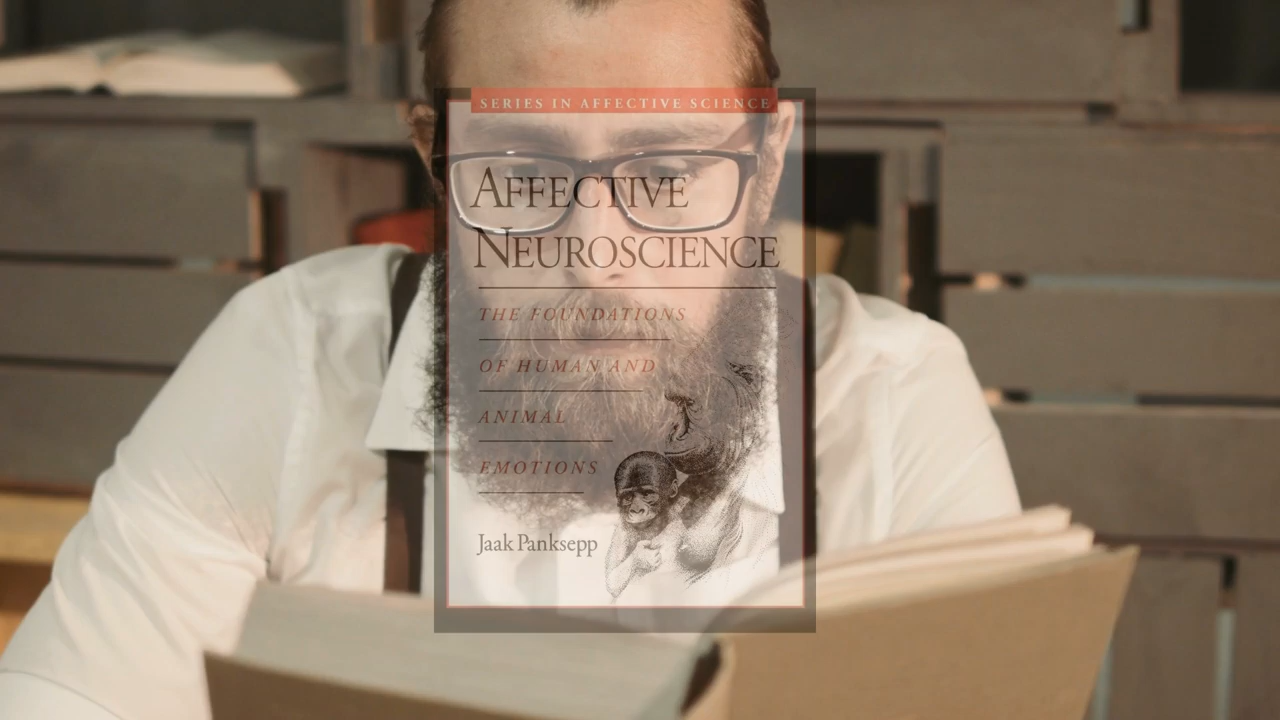 SERIES IN AFFECTIVE SCIENCE
AFFECTIVE
NEUROSCIENCE
THE FOUNDATIONS
OF HUMAN AND
ANIMAL
EMOTIONS
Jaak Panksepp